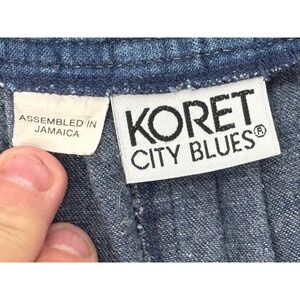 ASSEMBLED IN
JAMAICA
KORET
CITY BLUES®